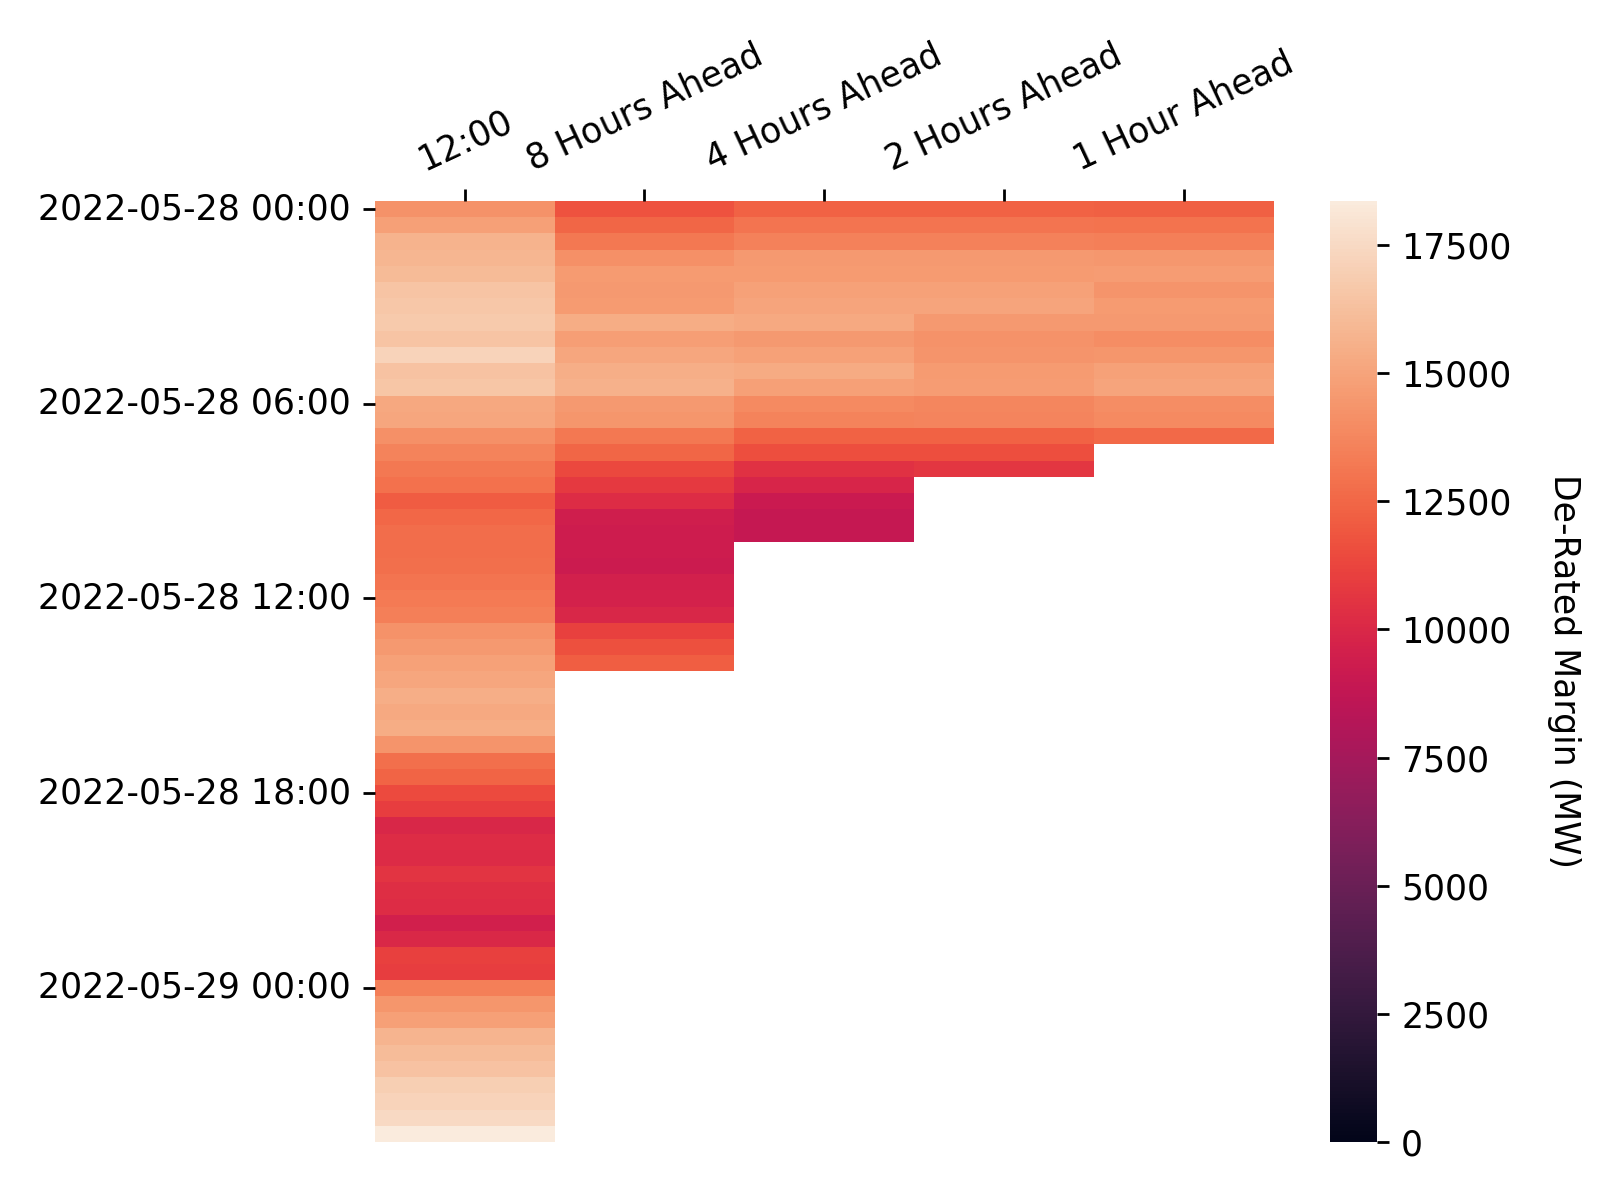 12:00
8 Hours Ahead
4 Hours Ahead
2 Hours Ahead
1 Hour Ahead
2022-05-28 00:00
2022-05-28 06:00
2022-05-28 12:00
2022-05-28 18:00
2022-05-29 00:00
17500
15000
12500
10000
7500
5000
2500
0
De-Rated Margin (MW)